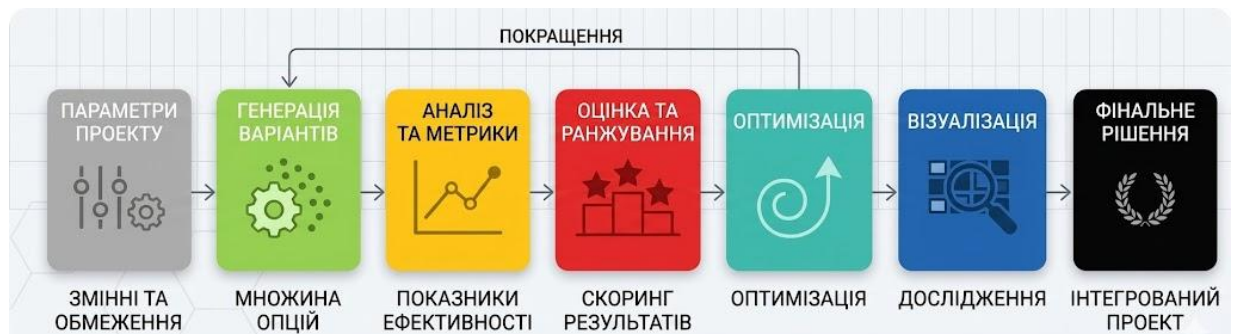 ПОКРАЩЕННЯ
ПАРАМЕТРИ
ПРОЕКТУ
ГЕНЕРАЦІЯ
ВАРІАНТІВ
АНАЛІЗ
ТА МЕТРИКИ
ОЦІНКА ТА
РАНЖУВАННЯ
ОПТИМІЗАЦІЯ
ВІЗУАЛІЗАЦІЯ
ФІНАЛЬНЕ
РІШЕННЯ
ЗМІННІ ТА
ОБМЕЖЕННЯ
МНОЖИНА
ОПЦІЙ
ПОКАЗНИКИ
ЕФЕКТИВНОСТІ
СКОРИНГ
РЕЗУЛЬТАТІВ
ОПТИМІЗАЦІЯ
ДОСЛІДЖЕННЯ
ІНТЕГРОВАНИЙ
ПРОЕКТ